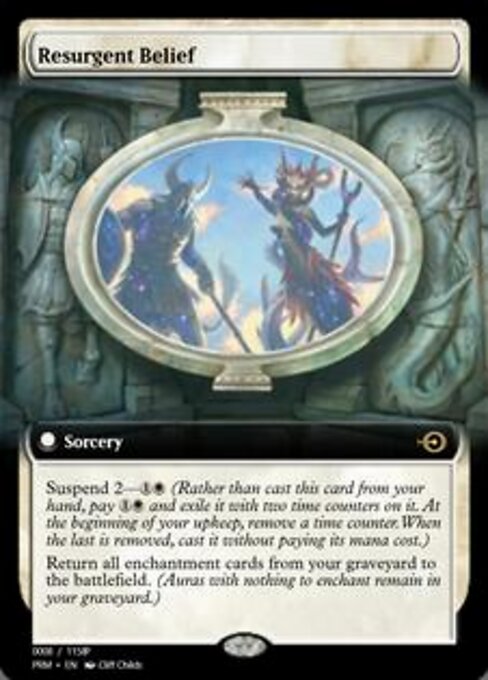 Resurgent Belief
Sorcery
Suspend 2—1W (Rather than cast this card from your
hand, pay 1W and exile it with two time counters on it. At
the beginning of your upkeep, remove a time counter. When
the last is removed, cast it without paying its mana cost.)
Return all enchantment cards from your graveyard to
the battlefield. (Auras with nothing to enchant remain in
your graveyard.)
PRM • EN Cliff Childs